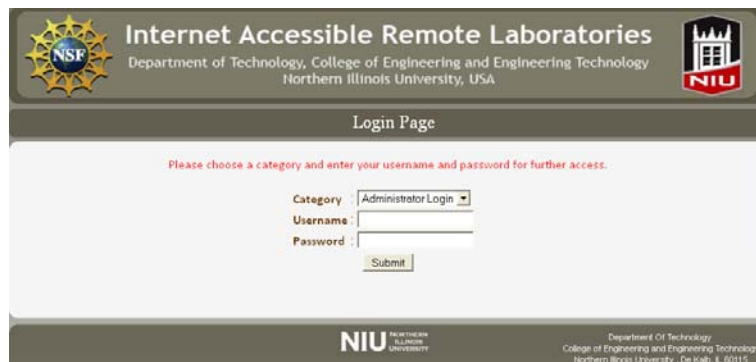 NSF
Internet Accessible Remote Laboratories
Department of Technology, College of Engineering and Engineering Technology
Northern Illinois University, USA
NIU
Login Page
Please choose a category and enter your username and password for further access.
Category : Administrator Login
Username :
Password :
Submit
NIU NORTHERN
ILLINOIS
UNIVERSITY
Department Of Technology
College of Engineering and Engineering Technolog
Northern Illinois University, De Kalb, IL 60115